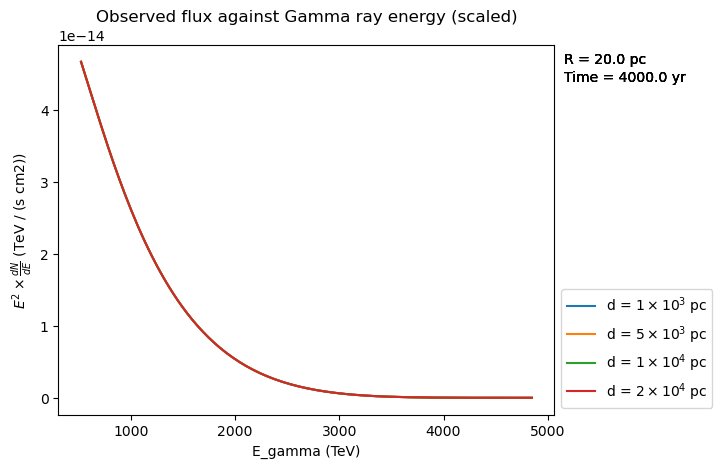 Observed flux against Gamma ray energy (scaled)
1e−14
R = 20.0 pc
Time = 4000.0 yr
4
3
2
1
0
E² × dN/dE (TeV / (s cm2))
1000
2000
3000
4000
5000
E_gamma (TeV)
d = 1 × 10³ pc
d = 5 × 10³ pc
d = 1 × 10⁴ pc
d = 2 × 10⁴ pc